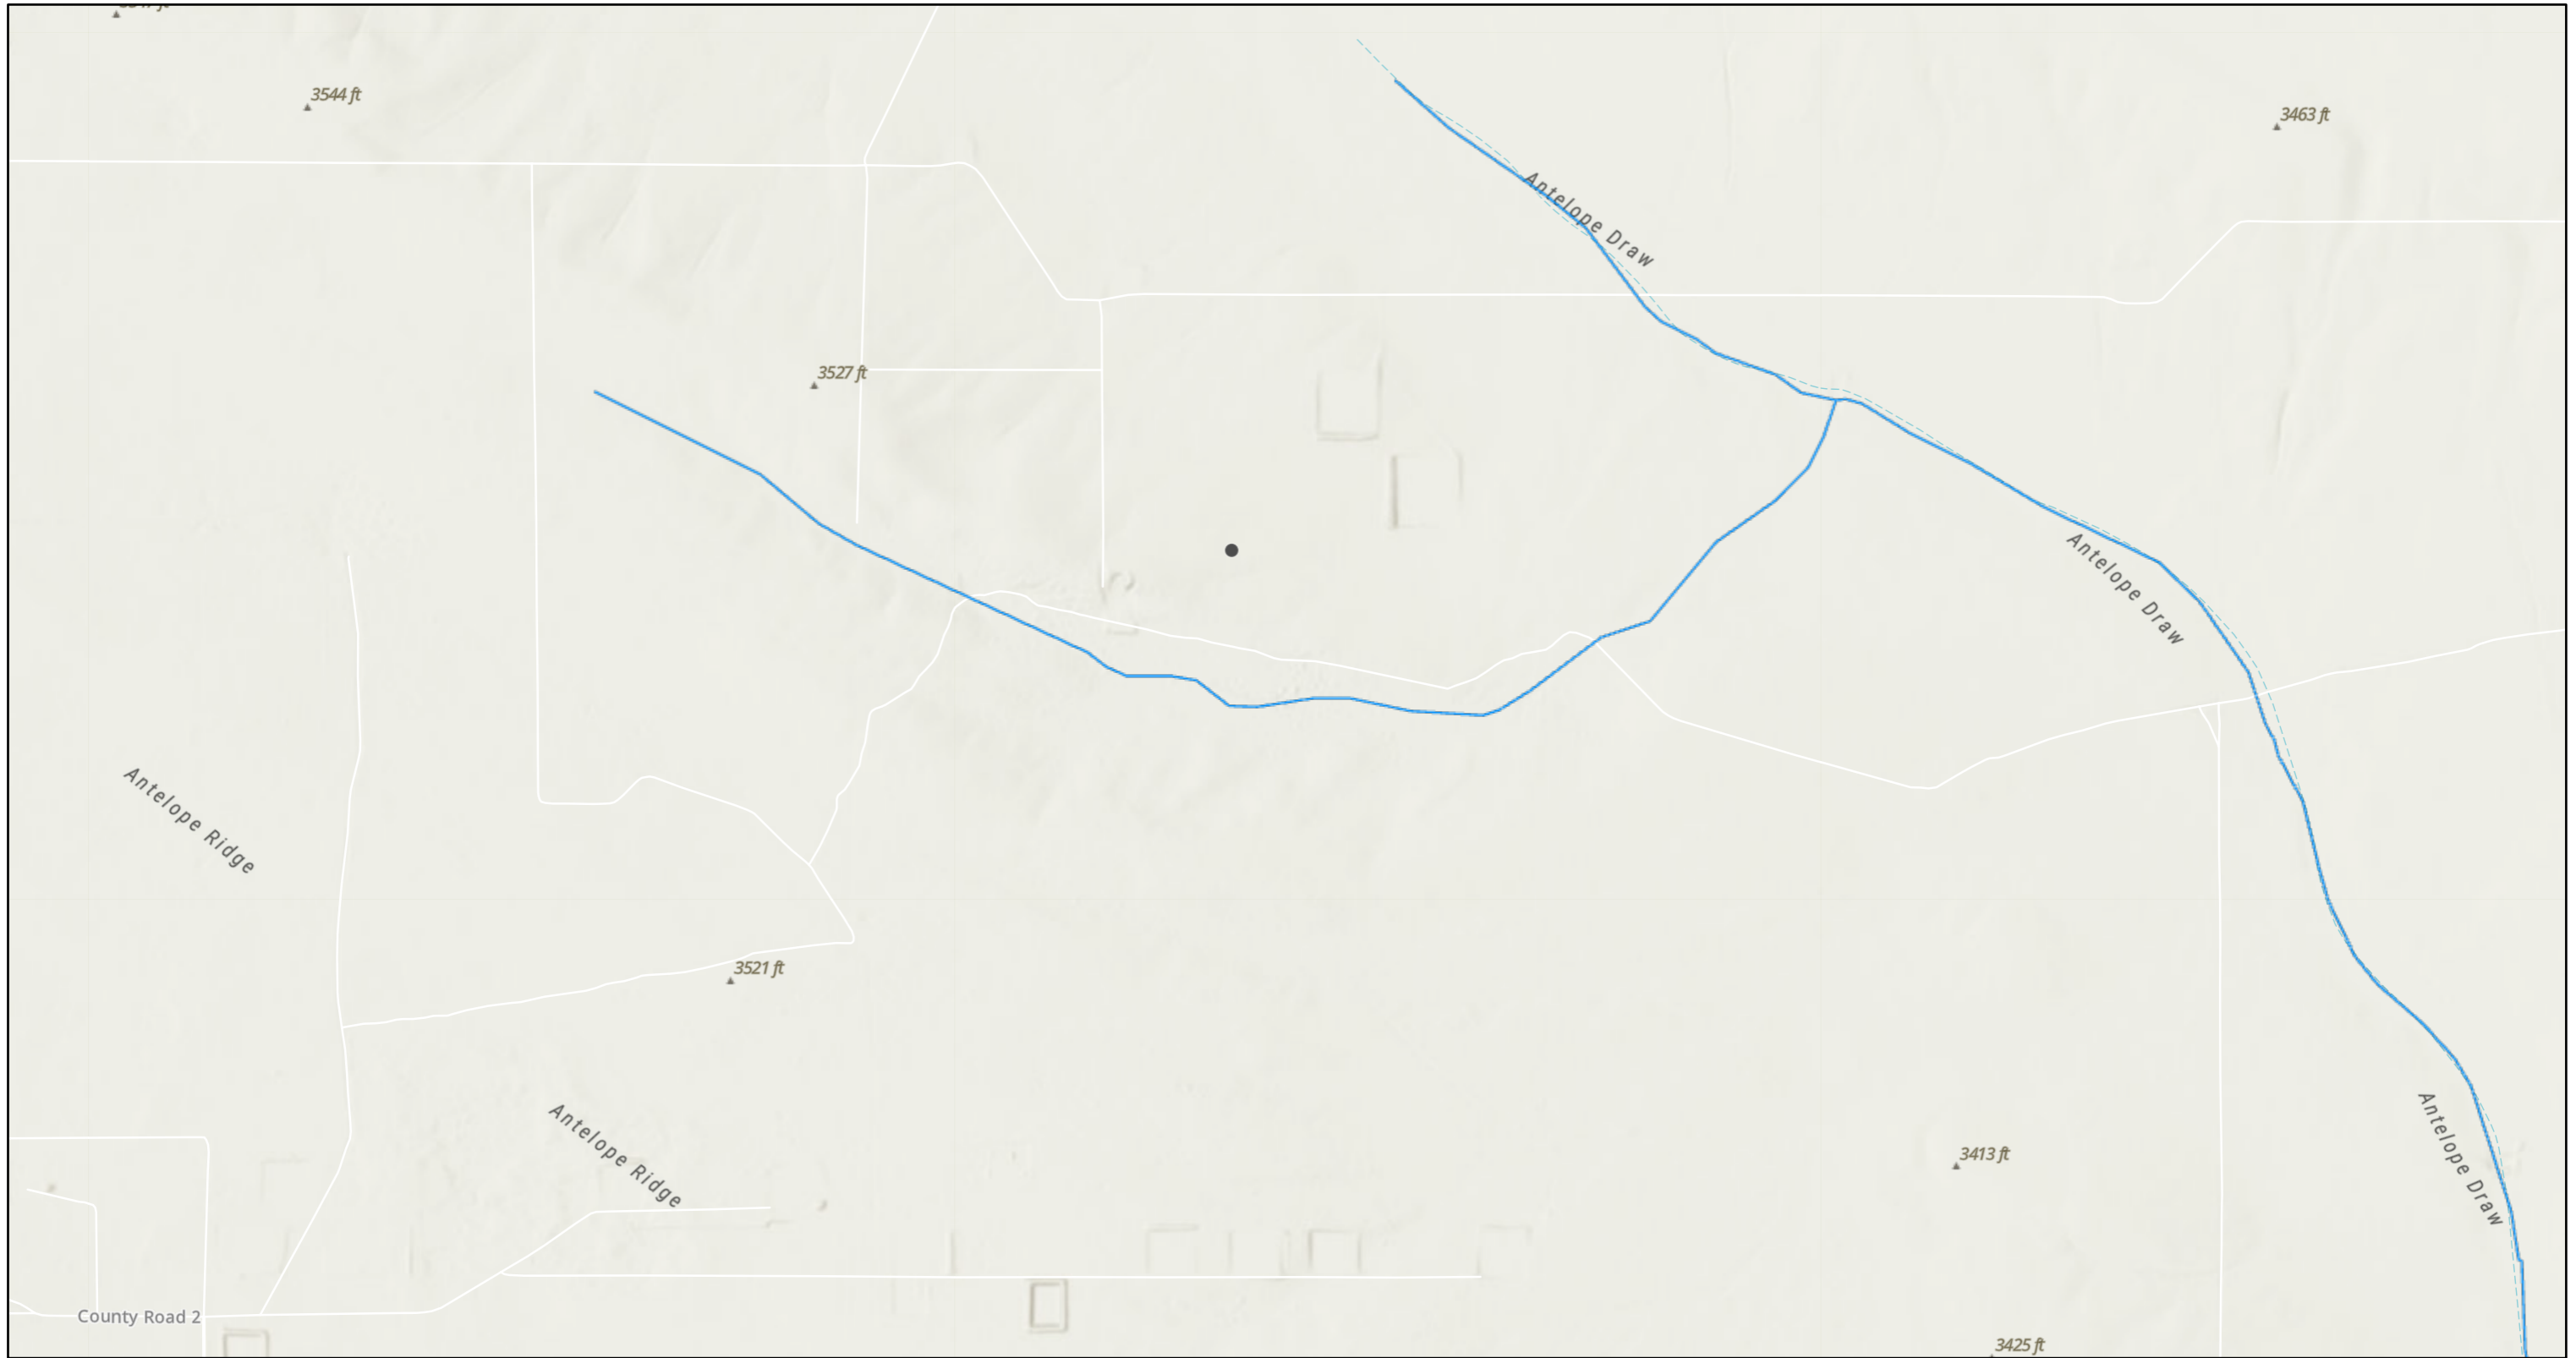 3544 ft
3463 ft
Antelope Draw
3527 ft
Antelope Draw
Antelope Ridge
3521 ft
Antelope Ridge
Antelope Draw
3413 ft
County Road 2
3425 ft